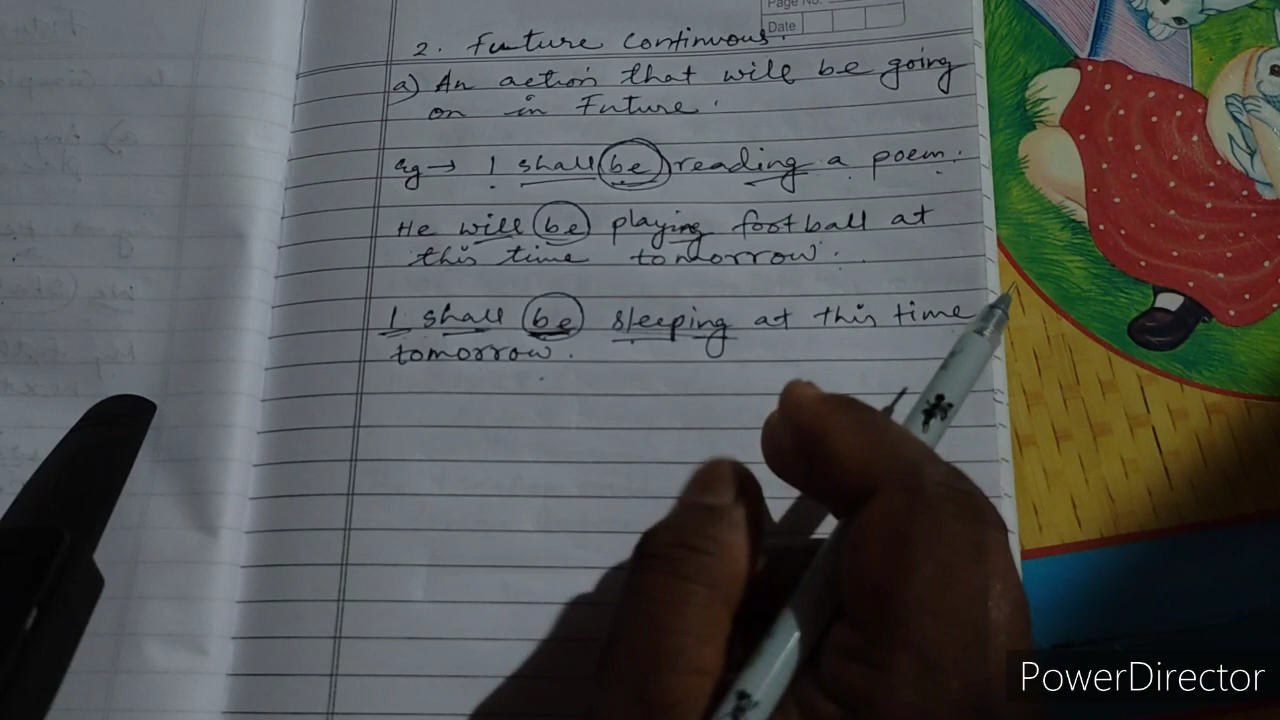 Page No.
Date
2. Future Continuous.
a) An action that will be going
on in Future.
eg → I shall be reading a poem.
He will be playing football at
this time tomorrow.
I shall be sleeping at this time
tomorrow.
PowerDirector